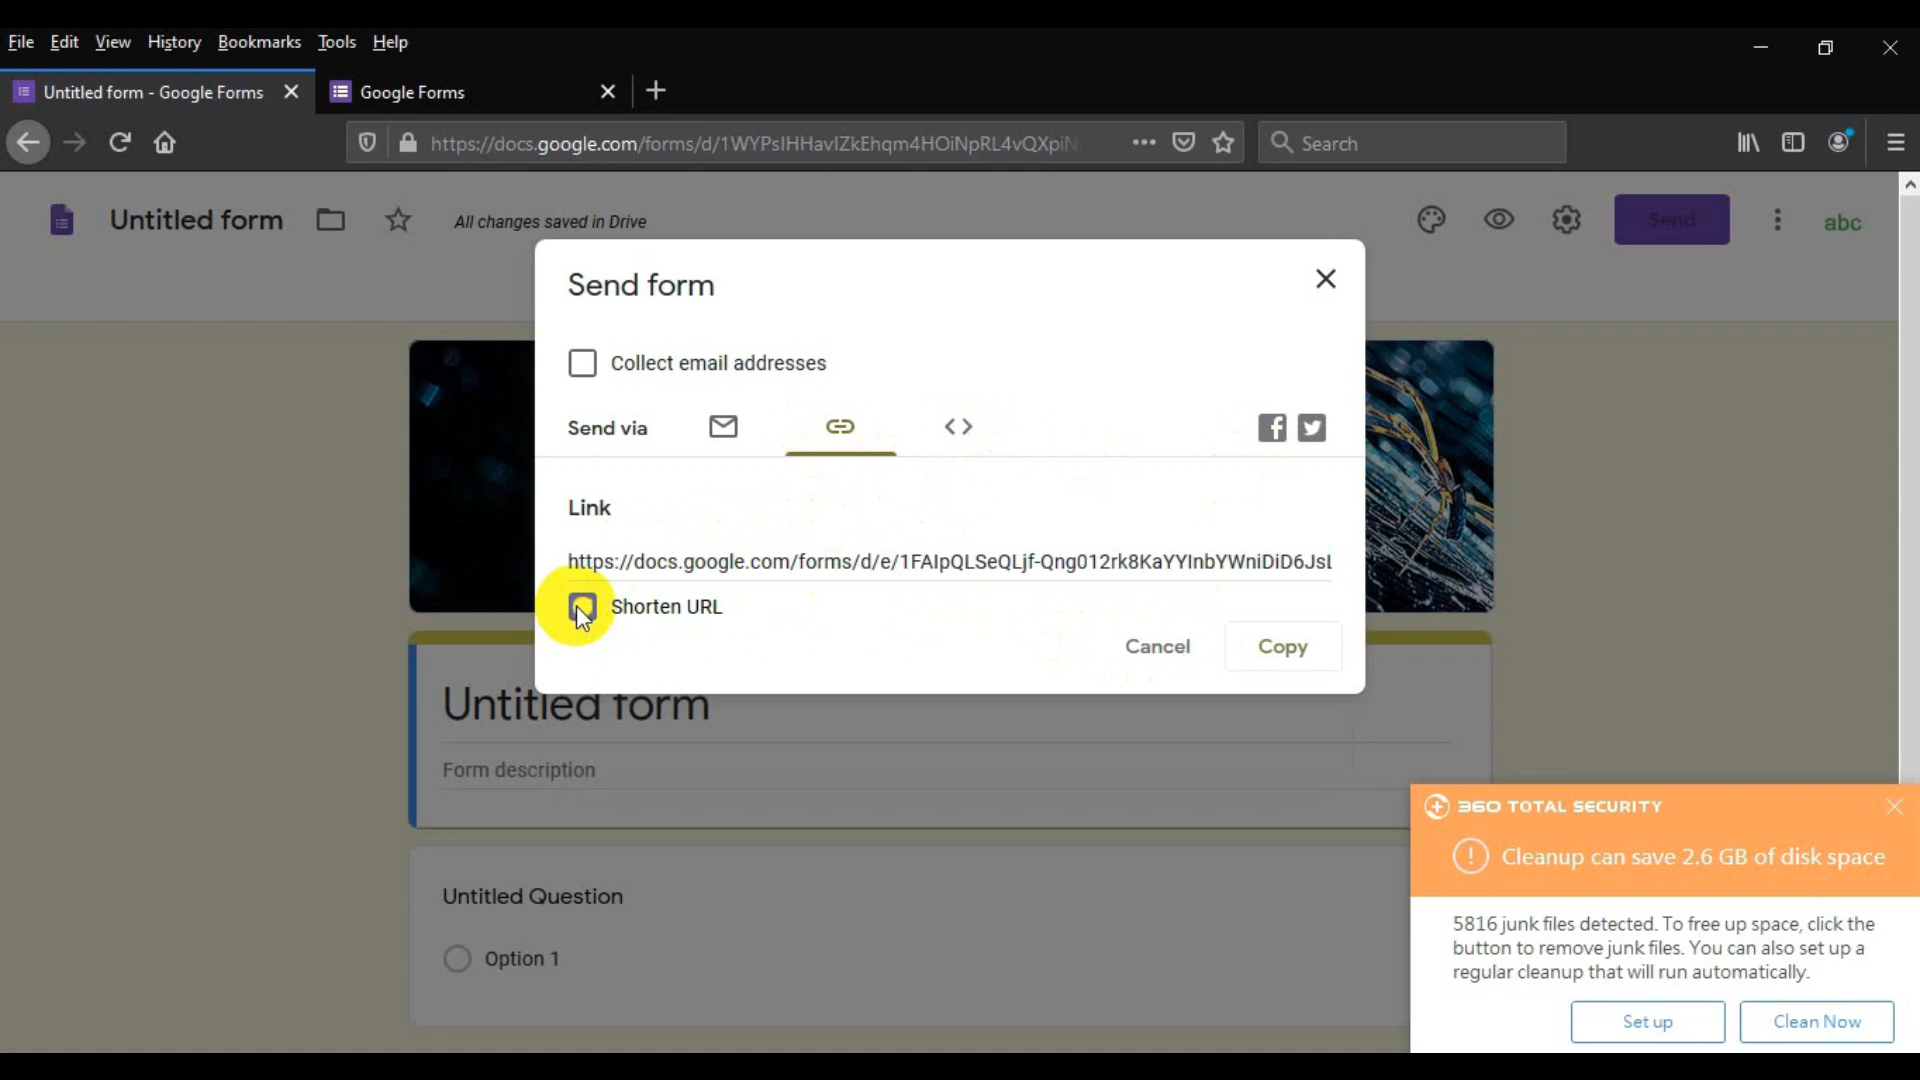 File Edit View History Bookmarks Tools Help
Untitled form - Google Forms
Google Forms
https://docs.google.com/forms/d/1WYPsIHHavIZkEhqm4HOiNpRL4vQXpiN
Search
Untitled form
All changes saved in Drive
Send
abc
Send form
Collect email addresses
Send via
Link
https://docs.google.com/forms/d/e/1FAIpQLSeQLjf-Qng012rk8KaYYInbYWniDiD6JsL
Shorten URL
Cancel
Copy
Untitled form
Form description
Untitled Question
Option 1
360 TOTAL SECURITY
Cleanup can save 2.6 GB of disk space
5816 junk files detected. To free up space, click the
button to remove junk files. You can also set up a
regular cleanup that will run automatically.
Set up
Clean Now